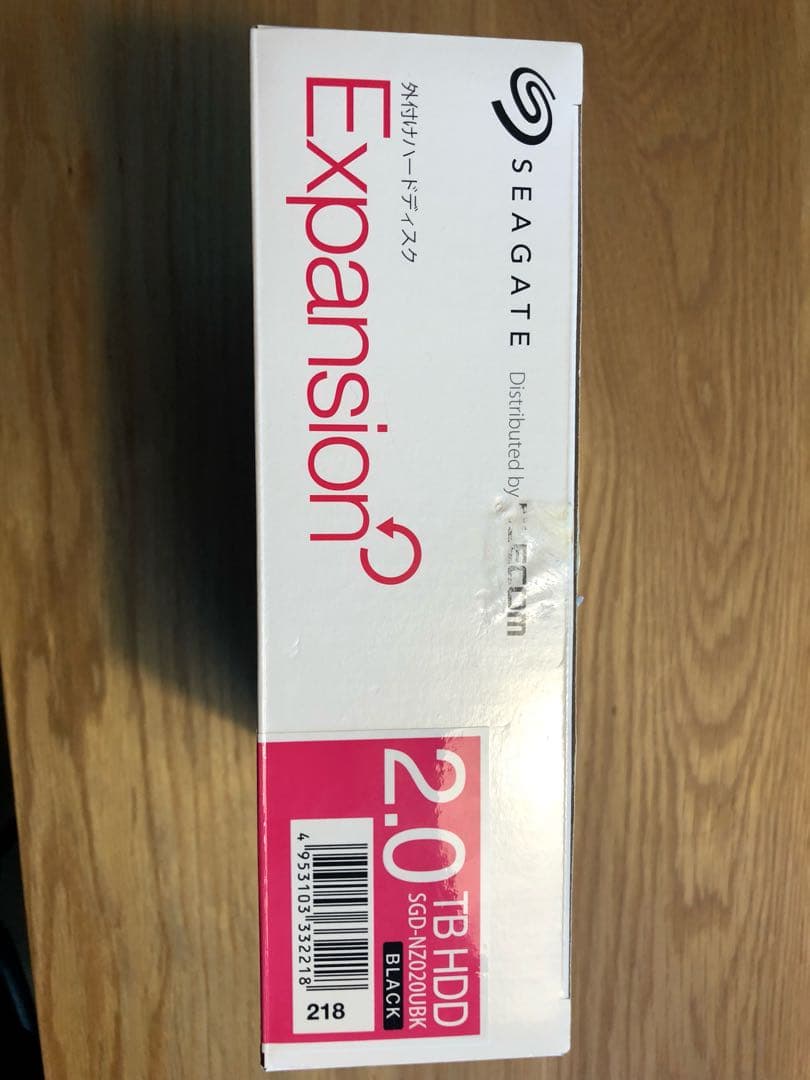 SEAGATE Distributed by
外付けハードディスク
Expansion
2.0 TB HDD
SGD-NZ020UBK
BLACK
4 953103 332218
218